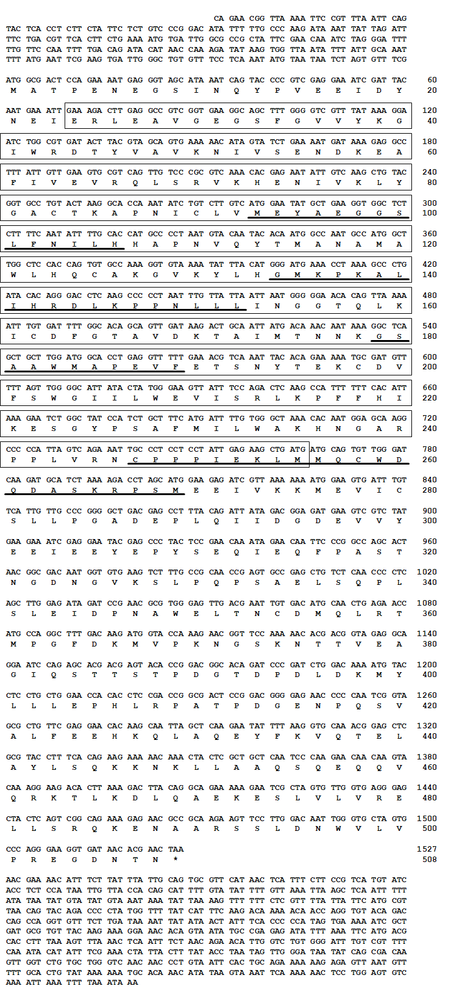 CA GAA CGG TTA AAA TTC CGT TTA ATT CAG
TAC TCA CCT CTT CTA TTC TCT GTC CCG GAC ATA TTT TTG CCC AAG ATA AAT TAT TAG ATT
TTC TGA CGT TCA CTT CTG AAA ATG TGA TTG GCG CCG CTA TTC GAA CAA ATC TAG GGA TTT
TTG TTC CAA TTT TGA CAG ATA CAT AAC CAA AGA TAT AAG TGG TTA ATA TTT ATT GCA AAT
TTT ATG AAT TCG AAG TGA TTG GGC TGT GTT TCC TCA AAT ATG TAA TAA TCT AGT GTT TCG
ATG GCG ACT CCA GAA AAT GAG GGT AGC ATA AAT CAG TAC CCC GTC GAG GAA ATC GAT TAC 60
M A T P E N E G S I N Q Y P V E E I D Y 20
AAT GAA ATT GAA AGA CTT GAG GCC GTC GGT GAA GGC AGC TTT GGG GTC GTT TAT AAA GGA 120
N E I E R L E A V G E G S F G V V Y K G 40
ATC TGG CGT GAT ACT TAC GTA GCA GTG AAA AAC ATA GTA TCT GAA AAT GAT AAA GAG GCC 180
I W R D T Y V A V K N I V S E N D K E A 60
TTT ATT GTT GAA GTG CGT CAG TTG TCC CGC GTC AAA CAC GAG AAT ATT GTC AAG CTG TAC 240
F I V E V R Q L S R V K H E N I V K L Y 80
GGT GCC TGT ACT AAG GCA CCA AAT ATC TGT CTT GTC ATG GAA TAT GCT GAA GGT GGC TCT 300
G A C T K A P N I C L V M E Y A E G G S 100
CTT TTC AAT ATT TTG CAC CAT GCC CCT AAT GTA CAA TAC ACA ATG GCC AAT GCC ATG GCT 360
L F N I L H H A P N V Q Y T M A N A M A 120
TGG CTC CAC CAG TGT GCC AAA GGT GTA AAA TAT TTA CAT GGG ATG AAA CCT AAA GCC CTG 420
W L H Q C A K G V K Y L H G M K P K A L 140
ATA CAC AGG GAC CTC AAG CCC CCT AAT TTG TTA TTA ATT AAT GGG GGA ACA CAG TTA AAA 480
I H R D L K P P N L L L I N G G T Q L K 160
ATT TGT GAT TTT GGC ACA GCA GTT GAT AAG ACT GCA ATT ATG ACA AAC AAT AAA GGC TCA 540
I C D F G T A V D K T A I M T N N K G S 180
GCT GCT TGG ATG GCA CCT GAG GTT TTT GAA ACG TCA AAT TAC ACA GAA AAA TGC GAT GTT 600
A A W M A P E V F E T S N Y T E K C D V 200
TTT AGT TGG GGC ATT ATA CTA TGG GAA GTT ATT TCC AGA CTC AAG CCA TTT TTT CAC ATT 660
F S W G I I L W E V I S R L K P F F H I 220
AAA GAA TCT GGC TAT CCA TCT GCT TTC ATG ATT TTG TGG GCT AAA CAC AAT GGA GCA AGG 720
K E S G Y P S A F M I L W A K H N G A R 240
CCC CCA TTA GTC AGA AAT TGC CCT CCT CCT ATT GAG AAG CTG ATG ATG CAG TGT TGG GAT 780
P P L V R N C P P P I E K L M M Q C W D 260
CAA GAT GCA TCT AAA AGA CCT AGC ATG GAA GAG ATC GTT AAA AAA ATG GAA GTG ATT TGT 840
Q D A S K R P S M E E I V K K M E V I C 280
TCA TTG TTG CCC GGG GCT GAC GAG CCT TTA CAG ATT ATA GAC GGA GAT GAA GTC GTC TAT 900
S L L P G A D E P L Q I I D G D E V V Y 300
GAA GAA ATC GAG GAA TAC GAG CCC TAC TCC GAA CAA ATA GAA CAA TTC CCG GCC AGC ACT 960
E E I E E Y E P Y S E Q I E Q F P A S T 320
AAC GGC GAC AAT GGT GTG AAG TCT TTG CCG CAA CCG AGT GCC GAG CTG TCT CAA CCC CTC 1020
N G D N G V K S L P Q P S A E L S Q P L 340
AGC TTG GAG ATA GAT CCG AAC GCG TGG GAG TTG ACG AAT TGT GAC ATG CAA CTG AGA ACC 1080
S L E I D P N A W E L T N C D M Q L R T 360
ATG CCA GGC TTT GAC AAG ATG GTA CCA AAG AAC GGT TCC AAA AAC ACG ACG GTA GAG GCA 1140
M P G F D K M V P K N G S K N T T V E A 380
GGA ATC CAG AGC ACG ACG AGT ACA CCG GAC GGC ACA GAT CCC GAT CTG GAC AAA ATG TAC 1200
G I Q S T T S T P D G T D P D L D K M Y 400
CTC CTG CTG GAA CCA CAC CTC CGA CCG GCG ACT CCG GAC GGG GAG AAC CCC CAA TCG GTA 1260
L L L E P H L R P A T P D G E N P Q S V 420
GCG CTG TTC GAG GAA CAC AAG CAA TTA GCT CAA GAA TAT TTT AAG GTG CAA ACG GAG CTC 1320
A L F E E H K Q L A Q E Y F K V Q T E L 440
GCG TAC CTT TCA CAG AAG AAA AAC AAA CTA CTC GCT GCT CAA TCC CAA GAA CAA CAA GTA 1380
A Y L S Q K K N K L L A A Q S Q E Q Q V 460
CAA AGG AAG ACA CTT AAA GAC TTA CAG GCA GAA AAA GAA TCG CTA GTG TTG GTG AGG GAG 1440
Q R K T L K D L Q A E K E S L V L V R E 480
CTA CTC AGT CGG CAG AAA GAG AAC GCC GCA AGA AGT TCC TTG GAC AAT TGG GTG CTA GTG 1500
L L S R Q K E N A A R S S L D N W V L V 500
CCC AGG GAA GGT GAT AAC ACG AAC TAA 1527
P R E G D N T N * 508
AAC GAA AAC ATT TCT TAT TTA TTG CAG TGC GTT CAT AAC TCA TTT CTT CCG TCA TGT ATC
ACC TCT CCA TAA TTG TTA CCA CAG CAT TTT GTA TAT TTT GTT AAA TTA AGC TCA ATT TTT
ATA TAA TAT GTA TAT GTA AAT AAA TAT TAA AAG TTT TTT CTC GTT TTA TTA TTC ATG CGT
TAA CAG TAC AGA CCC CTA TGG TTT TAT CAT TTC AAG ACA AAA ACA ACC AGG TGT ACA GAC
CAG CCA GGT GTT TCT TGA TAA AAT TAT ATA ACT ATT TCA CCC CCA TAG TGA AAA ATC GCT
GAT GCG TGT TAC AAG AAA GGA AAC ACA GTA ATA TGC CGA GAG ATA TTT AAA TTC ATG ACG
CAC CTT TAA AGT TTA AAC TCA ATT TCT AAC AGA ACA TTG GTC TGT GGG ATT TGT CGT TTT
CAA ATA CAT ATT TCG AAA CTA TTA CTT TAT ACC TAA TAG TTG GGA TAA TAT CAG CGA CAA
GTT GGT CTG TGC TGG GTC AAC AAC CCT GTA ATT CAC TGC AGA AAA AAG AGA GTT AAT GTT
TTT GCA CTG TAT AAA AAA TGC ACA AAC ATA TAA GTA AAT TCA AAA AAC TCC TGG AGT GTC
AAA ATT AAA TTT TAA ATA AA